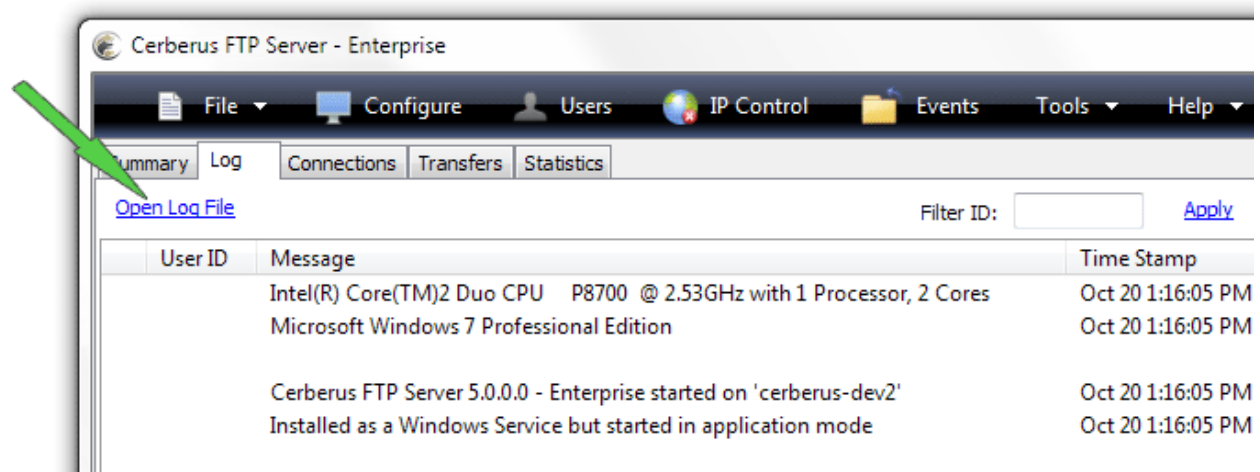 Cerberus FTP Server - Enterprise
File Configure Users IP Control Events Tools Help
Summary Log Connections Transfers Statistics
Open Log File Filter ID: Apply
User ID Message Time Stamp
Intel(R) Core(TM)2 Duo CPU P8700 @ 2.53GHz with 1 Processor, 2 Cores Oct 20 1:16:05 PM
Microsoft Windows 7 Professional Edition Oct 20 1:16:05 PM
Cerberus FTP Server 5.0.0.0 - Enterprise started on 'cerberus-dev2' Oct 20 1:16:05 PM
Installed as a Windows Service but started in application mode Oct 20 1:16:05 PM